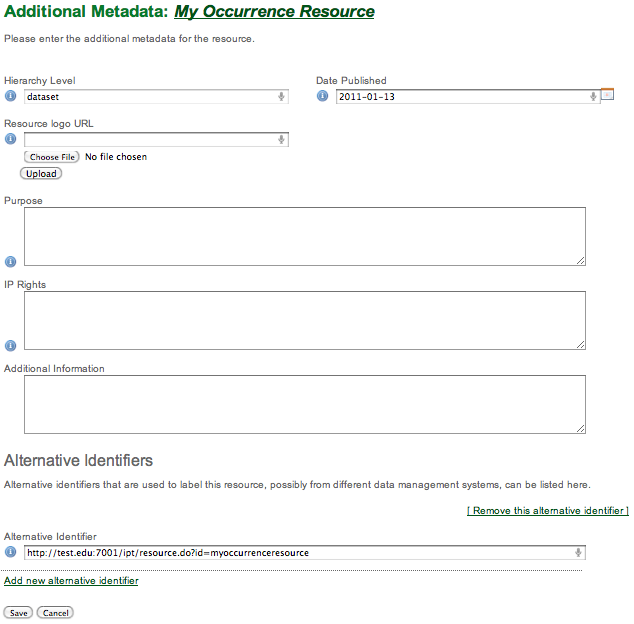 Additional Metadata: My Occurrence Resource
Please enter the additional metadata for the resource.
Hierarchy Level Date Published
dataset 2011-01-13
Resource logo URL
Choose File No file chosen
Upload
Purpose
IP Rights
Additional Information
Alternative Identifiers
Alternative identifiers that are used to label this resource, possibly from different data management systems, can be listed here.
[ Remove this alternative identifier ]
Alternative Identifier
http://test.edu:7001/ipt/resource.do?id=myoccurrenceresource
Add new alternative identifier
Save Cancel